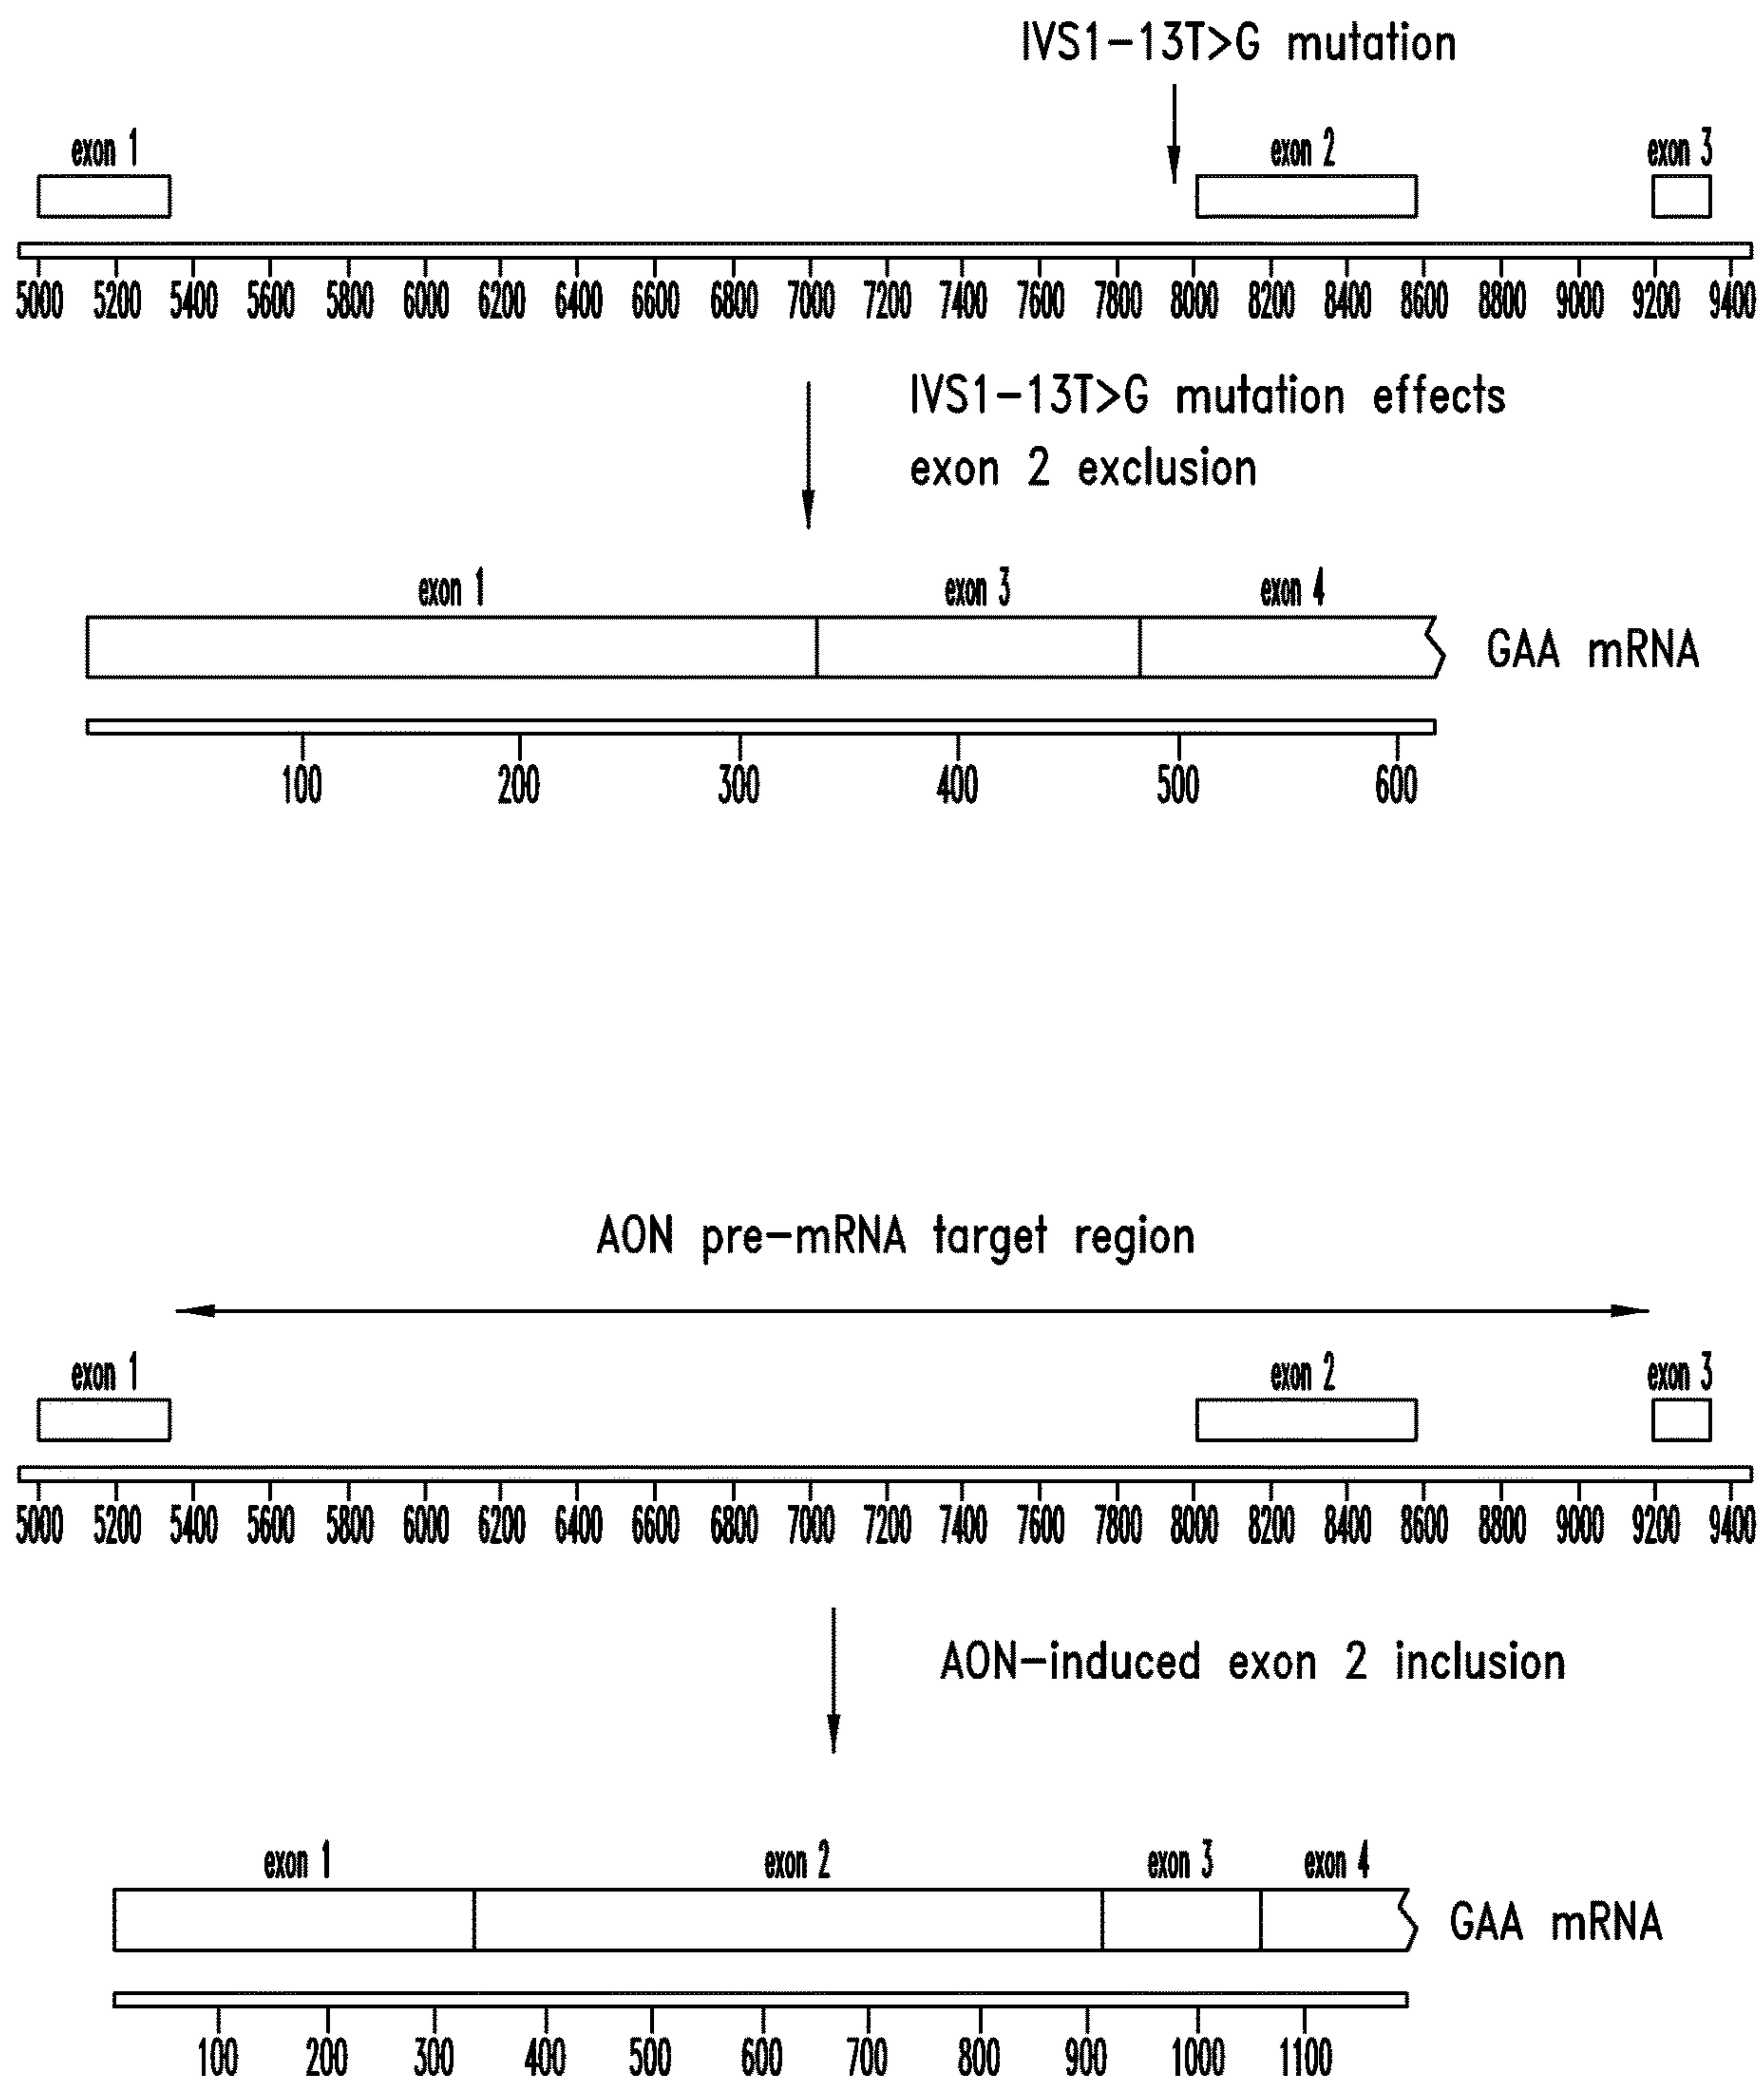 IVS1-13T>G mutation
exon 1
exon 2
exon 3
5000 5200 5400 5600 5800 6000 6200 6400 6600 6800 7000 7200 7400 7600 7800 8000 8200 8400 8600 8800 9000 9200 9400
IVS1-13T>G mutation effects
exon 2 exclusion
exon 1 exon 3 exon 4
GAA mRNA
100 200 300 400 500 600
AON pre-mRNA target region
exon 1 exon 2 exon 3
5000 5200 5400 5600 5800 6000 6200 6400 6600 6800 7000 7200 7400 7600 7800 8000 8200 8400 8600 8800 9000 9200 9400
AON-induced exon 2 inclusion
exon 1 exon 2 exon 3 exon 4
GAA mRNA
100 200 300 400 500 600 700 800 900 1000 1100